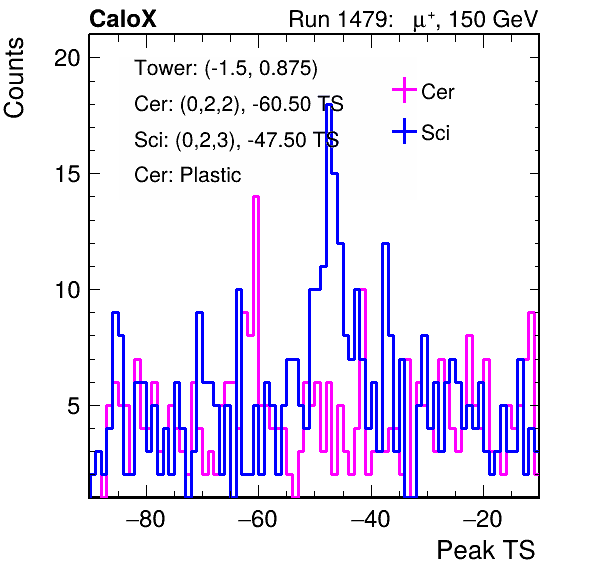 CaloX Run 1479: μ⁺, 150 GeV
Counts
20
15
10
5
Tower: (-1.5, 0.875)
Cer: (0,2,2), -60.50 TS
Sci: (0,2,3), -47.50 TS
Cer: Plastic
Cer
Sci
−80 −60 −40 −20
Peak TS